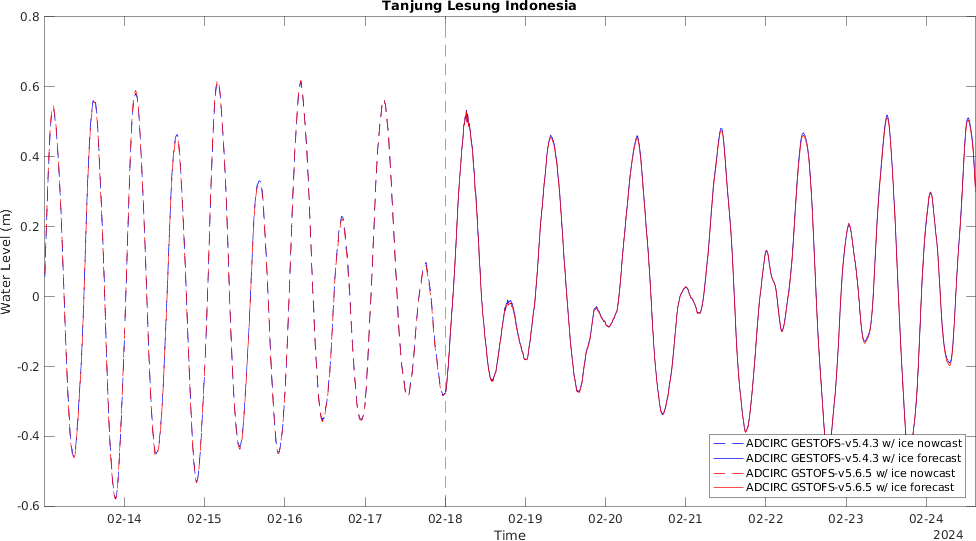 Tanjung Lesung Indonesia
Water Level (m)
0.8
0.6
0.4
0.2
0
-0.2
-0.4
-0.6
ADCIRC GESTOFS-v5.4.3 w/ ice nowcast
ADCIRC GESTOFS-v5.4.3 w/ ice forecast
ADCIRC GSTOFS-v5.6.5 w/ ice nowcast
ADCIRC GSTOFS-v5.6.5 w/ ice forecast
02-14 02-15 02-16 02-17 02-18 02-19 02-20 02-21 02-22 02-23 02-24
Time
2024